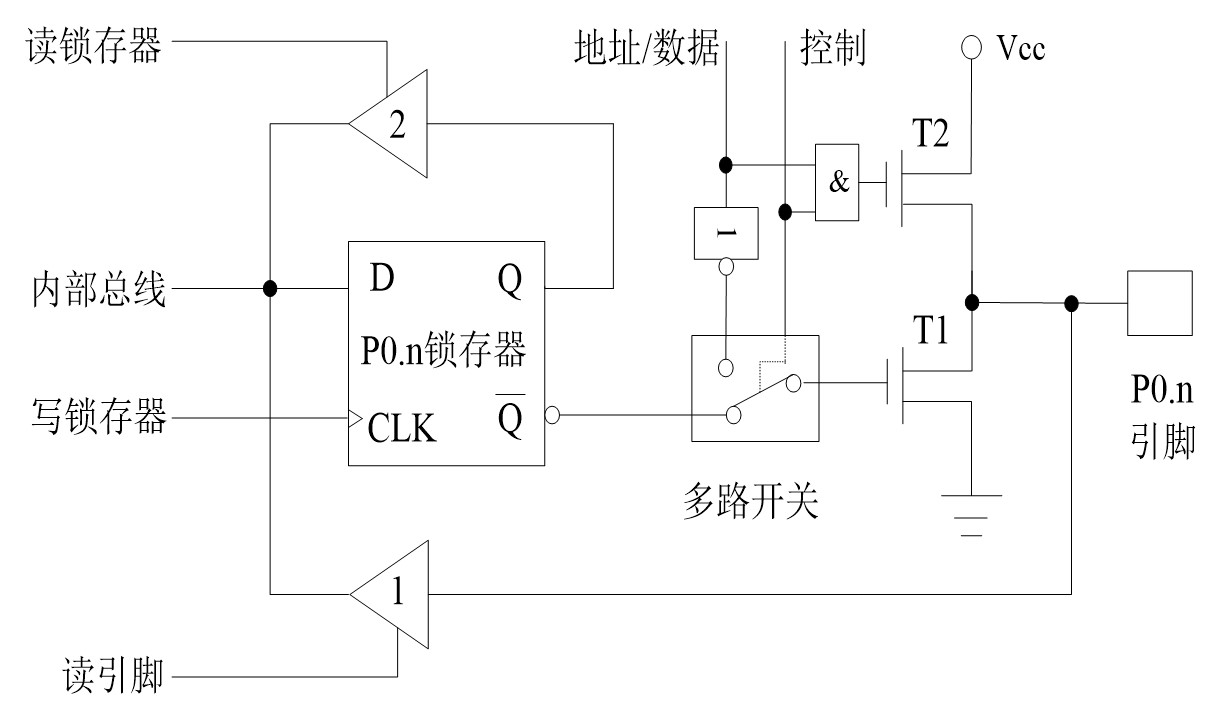 读锁存器
地址/数据
控制
Vcc
2
T2
&
1
内部总线
D
Q
P0.n锁存器
T1
写锁存器
CLK
Q̅
P0.n
引脚
多路开关
1
读引脚